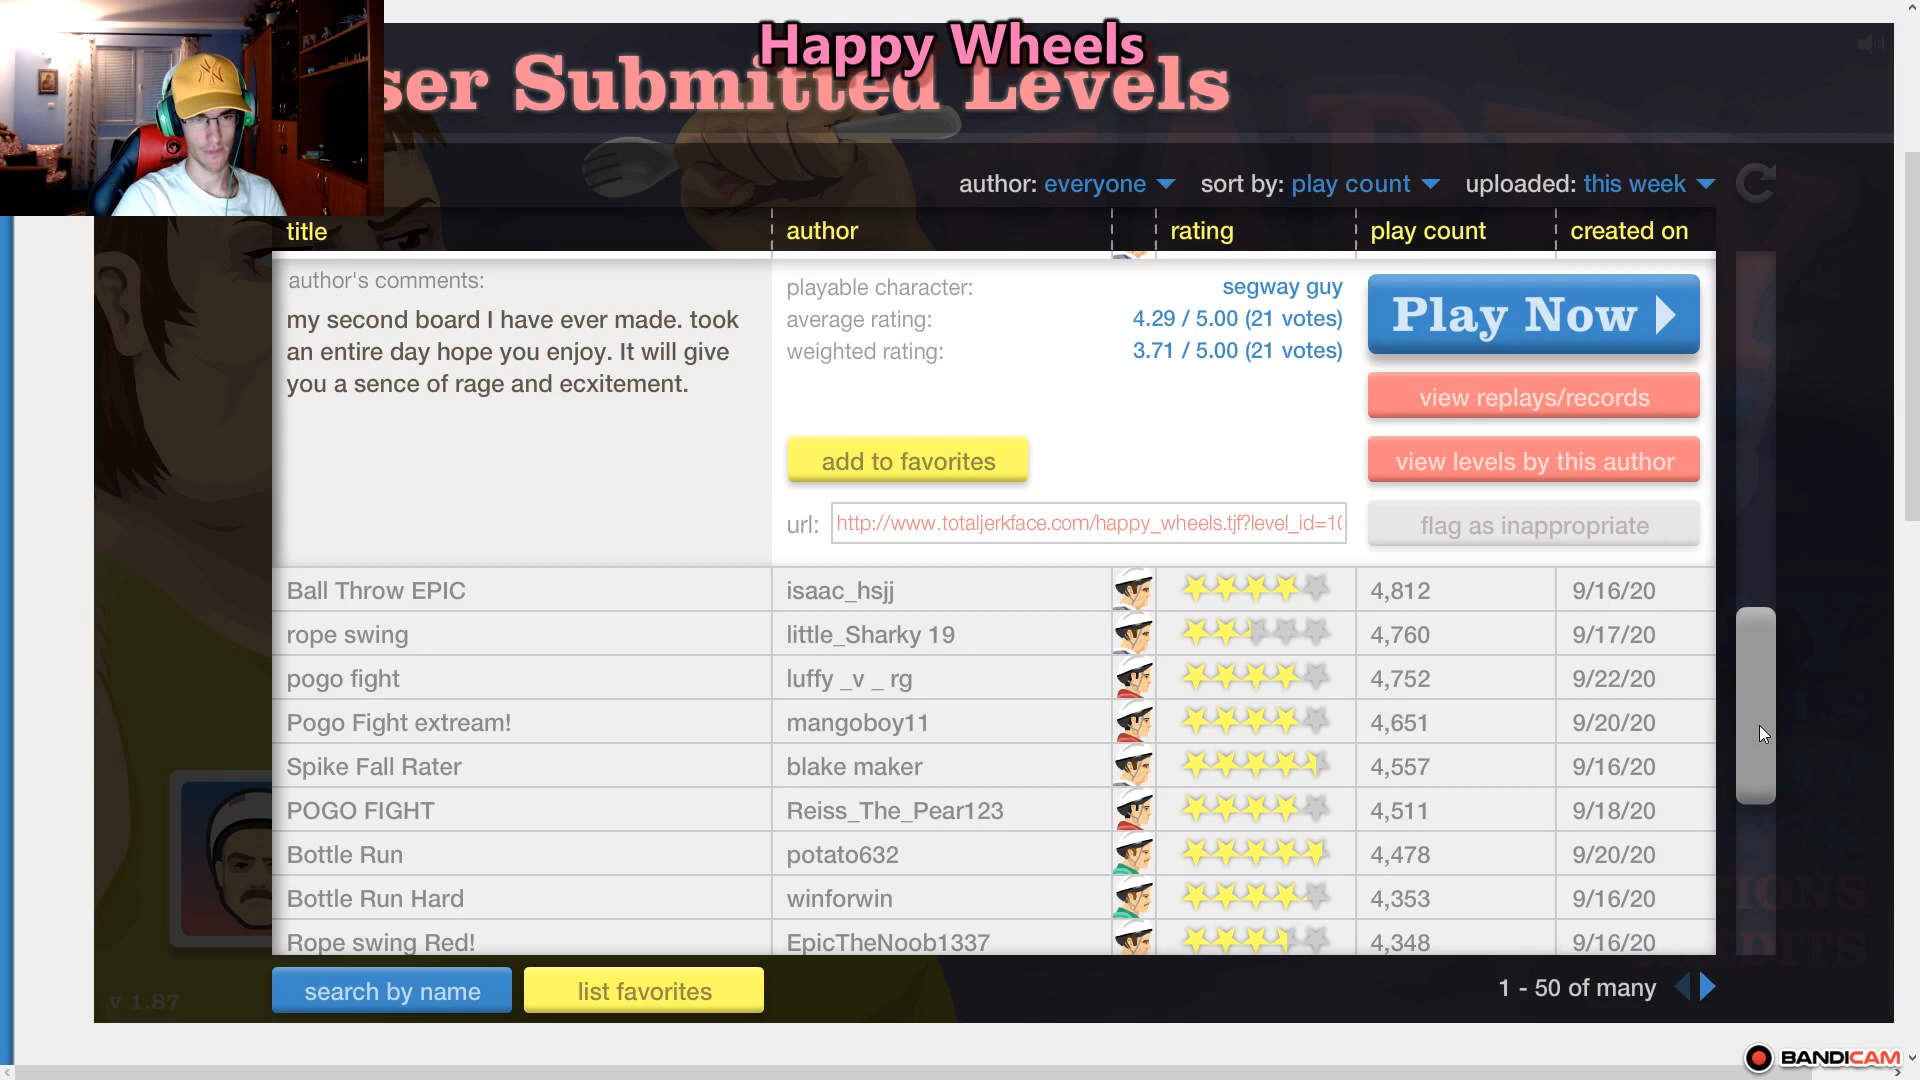 Happy Wheels
ser Submitted Levels
author: everyone sort by: play count uploaded: this week
title author rating play count created on
author's comments:
my second board I have ever made. took
an entire day hope you enjoy. It will give
you a sence of rage and ecxitement.
playable character: segway guy
average rating: 4.29 / 5.00 (21 votes)
weighted rating: 3.71 / 5.00 (21 votes)
Play Now
view replays/records
add to favorites
view levels by this author
url: http://www.totaljerkface.com/happy_wheels.tjf?level_id=1(
flag as inappropriate
Ball Throw EPIC isaac_hsjj 4,812 9/16/20
rope swing little_Sharky 19 4,760 9/17/20
pogo fight luffy _v _ rg 4,752 9/22/20
Pogo Fight extream! mangoboy11 4,651 9/20/20
Spike Fall Rater blake maker 4,557 9/16/20
POGO FIGHT Reiss_The_Pear123 4,511 9/18/20
Bottle Run potato632 4,478 9/20/20
Bottle Run Hard winforwin 4,353 9/16/20
Rope swing Red! EpicTheNoob1337 4,348 9/16/20
search by name list favorites 1 - 50 of many
v 1.87
BANDICAM